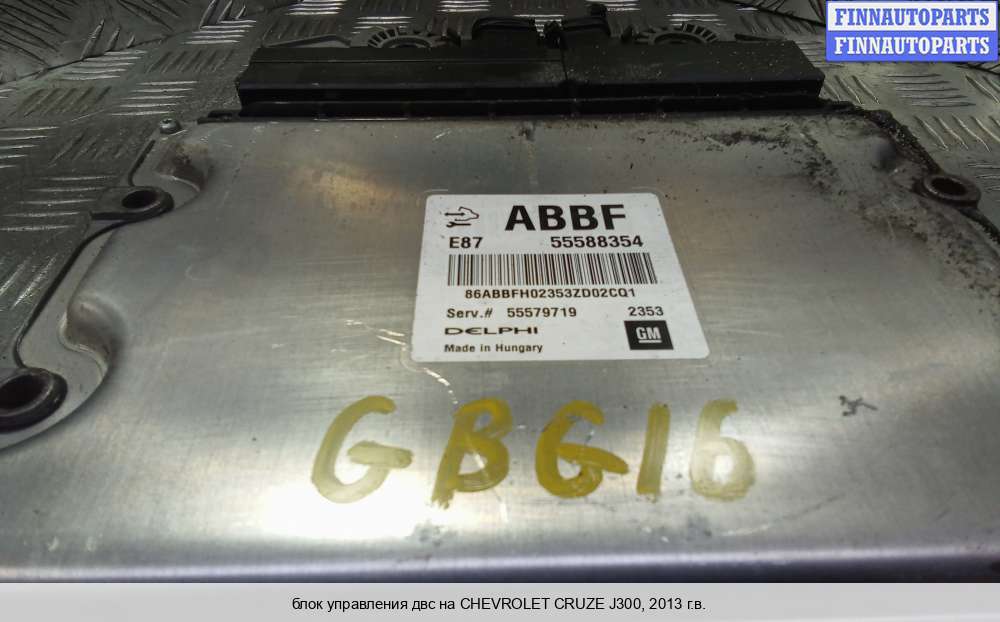 FINNAUTOPARTS
FINNAUTOPARTS
ABBF
E87 55588354
86ABBFH02353ZD02CQ1
Serv.# 55579719 2353
DELPHI GM
Made in Hungary
GBG16
блок управления двс на CHEVROLET CRUZE J300, 2013 г.в.